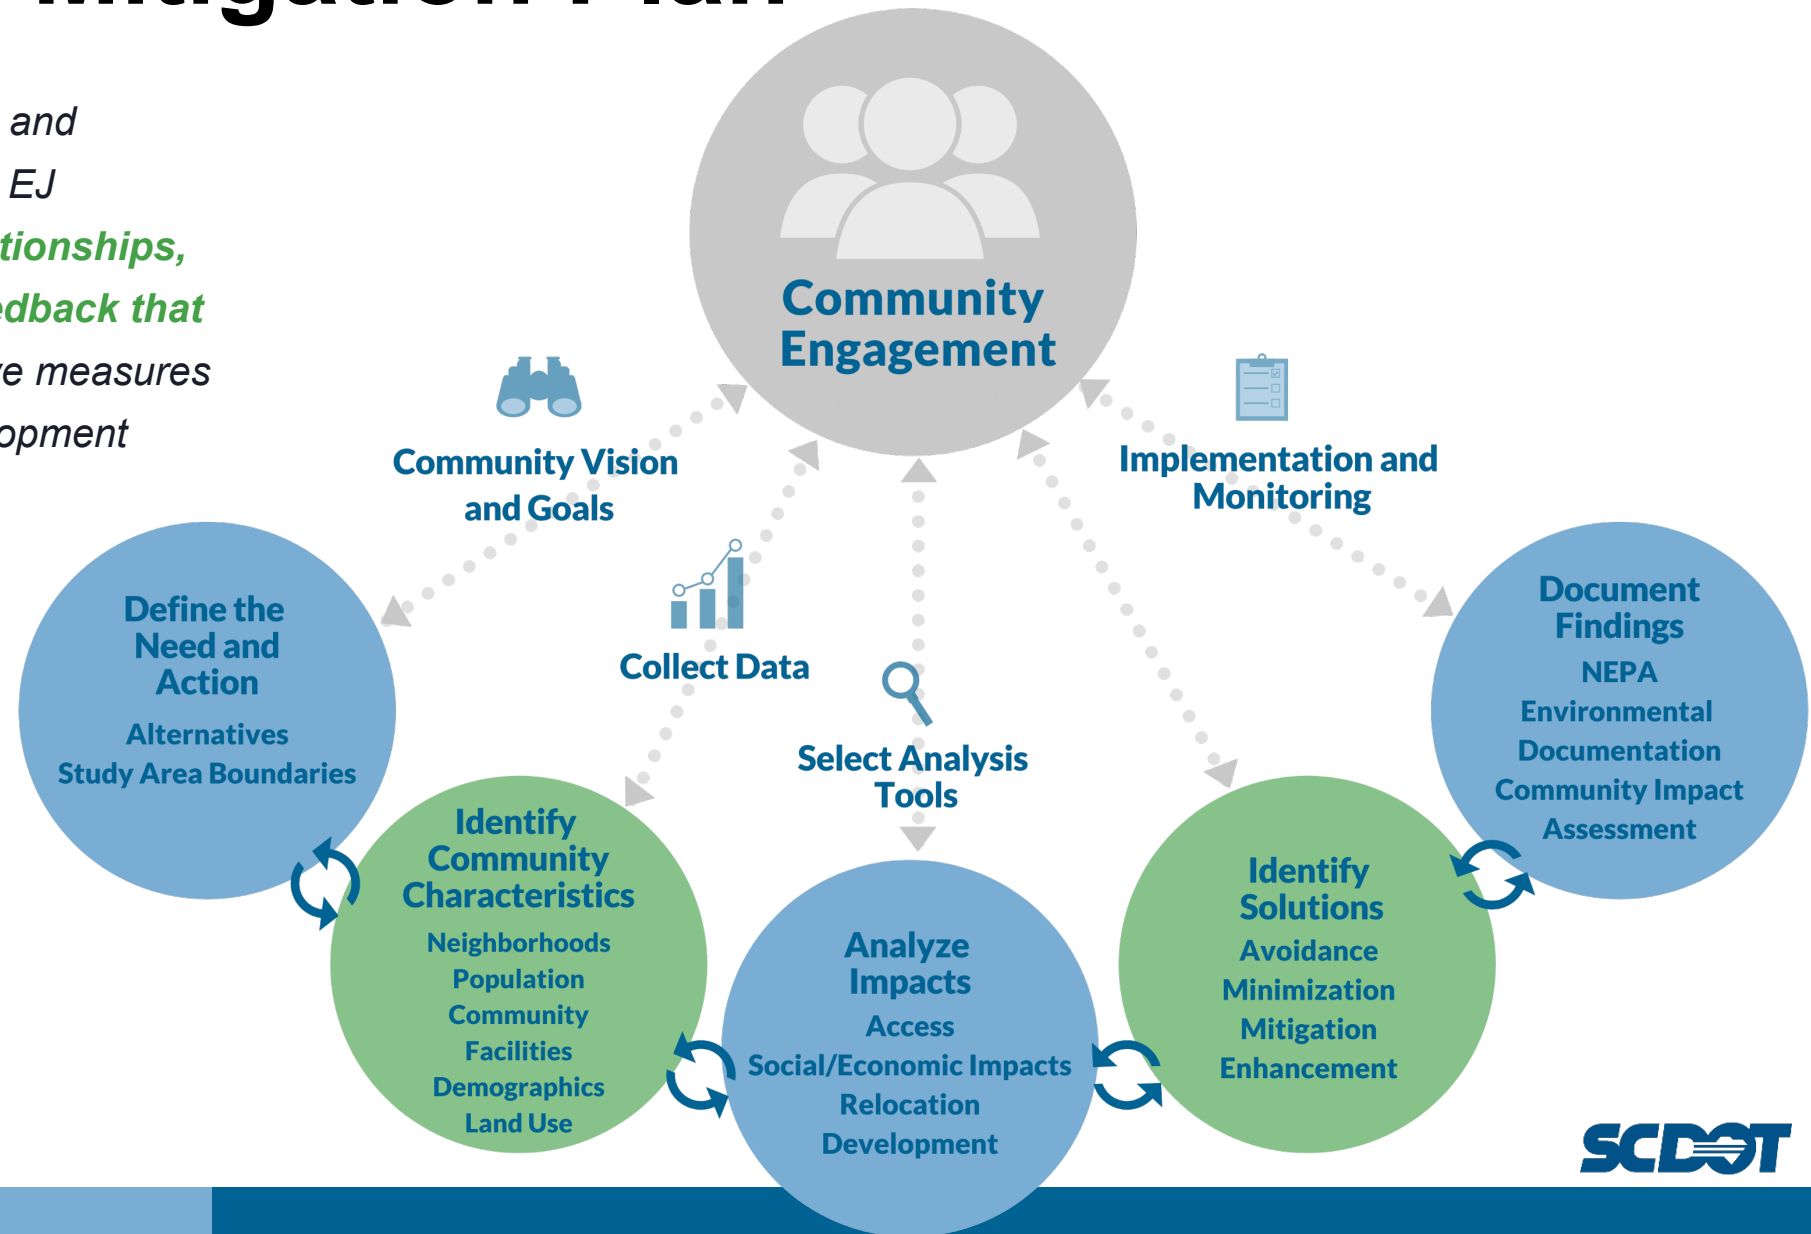 Mitigation Plan
and
EJ
tionships,
edback that
ve measures
opment
Community
Engagement
Community Vision
and Goals
Implementation and
Monitoring
Collect Data
Select Analysis
Tools
Define the
Need and
Action
Alternatives
Study Area Boundaries
Identify
Community
Characteristics
Neighborhoods
Population
Community
Facilities
Demographics
Land Use
Analyze
Impacts
Access
Social/Economic Impacts
Relocation
Development
Identify
Solutions
Avoidance
Minimization
Mitigation
Enhancement
Document
Findings
NEPA
Environmental
Documentation
Community Impact
Assessment
SCDOT